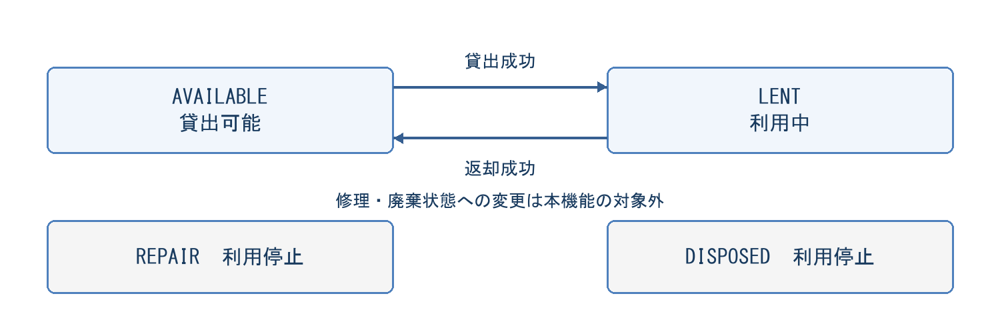 貸出成功
AVAILABLE
貸出可能
LENT
利用中
返却成功
修理・廃棄状態への変更は本機能の対象外
REPAIR　利用停止
DISPOSED　利用停止